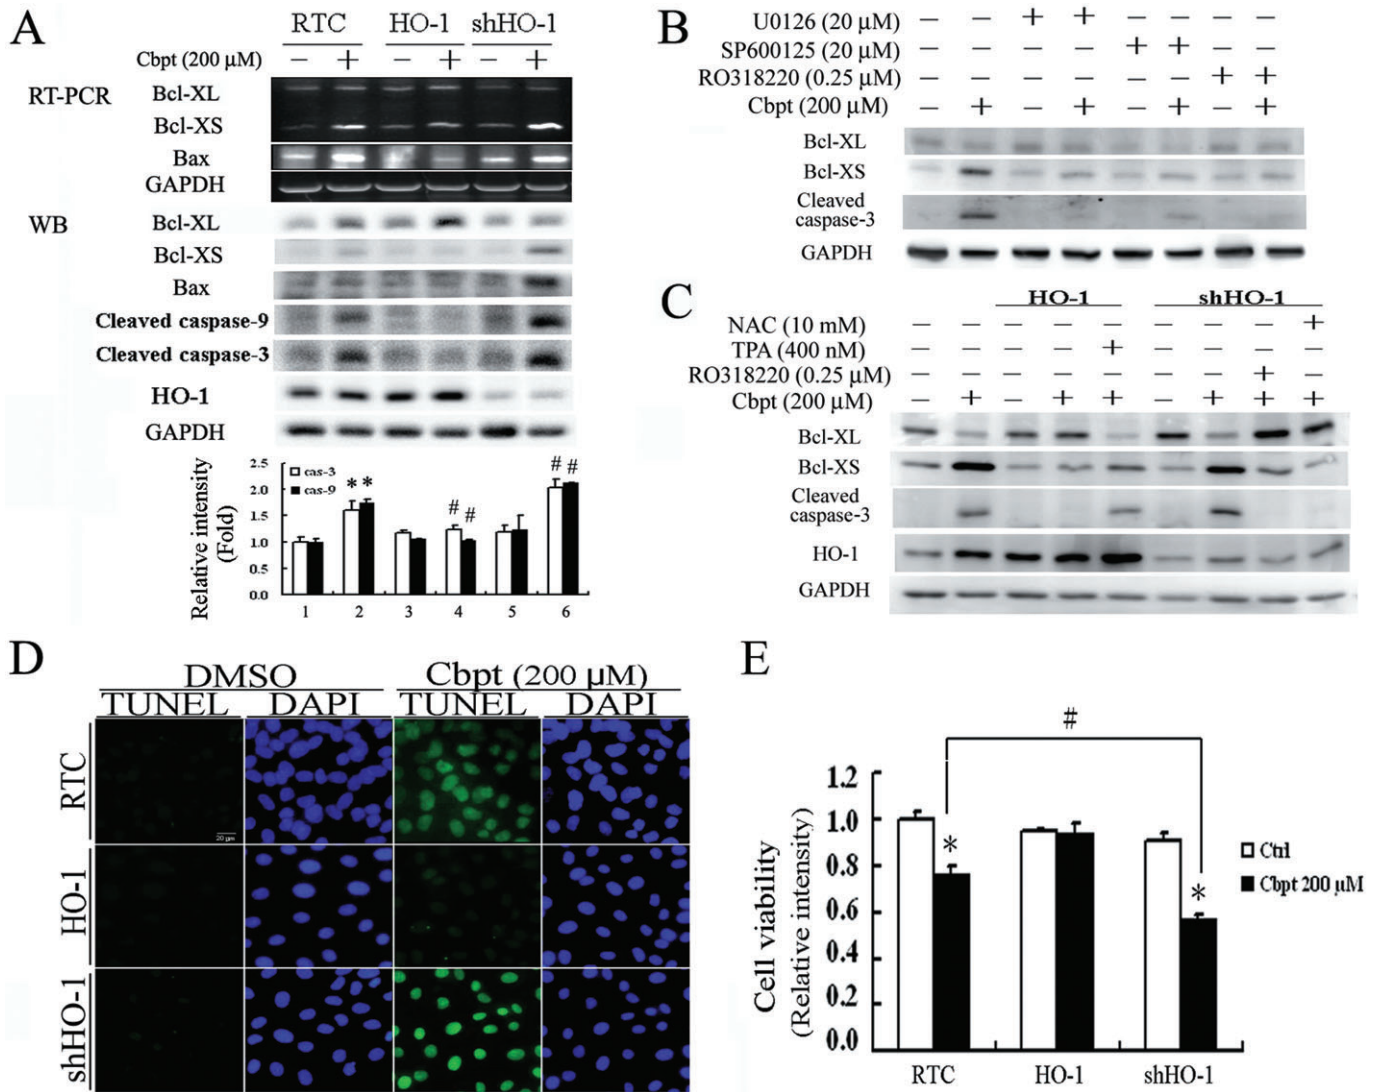 A
RTC HO-1 shHO-1
Cbpt (200 μM) − + − + − +
RT-PCR
Bcl-XL
Bcl-XS
Bax
GAPDH
WB
Bcl-XL
Bcl-XS
Bax
Cleaved caspase-9
Cleaved caspase-3
HO-1
GAPDH
Relative intensity
(Fold)
2.5
2.0
1.5
1.0
0.5
0.0
cas-3
cas-9
* *
# #
# #
1 2 3 4 5 6
B
U0126 (20 μM) − − + + − − − −
SP600125 (20 μM) − − − − + + − −
RO318220 (0.25 μM) − − − − − − + +
Cbpt (200 μM) − + − + − + − +
Bcl-XL
Bcl-XS
Cleaved
caspase-3
GAPDH
C
HO-1 shHO-1
NAC (10 mM) − − − − − − − − +
TPA (400 nM) − − − − + − − − −
RO318220 (0.25 μM) − − − − − − − + −
Cbpt (200 μM) − + − + + − + + +
Bcl-XL
Bcl-XS
Cleaved
caspase-3
HO-1
GAPDH
D
DMSO Cbpt (200 μM)
TUNEL DAPI TUNEL DAPI
RTC
20 μm
HO-1
shHO-1
E
#
Cell viability
(Relative intensity)
1.2
1.0
0.8
0.6
0.4
0.2
0.0
*
*
Ctrl
Cbpt 200 μM
RTC HO-1 shHO-1